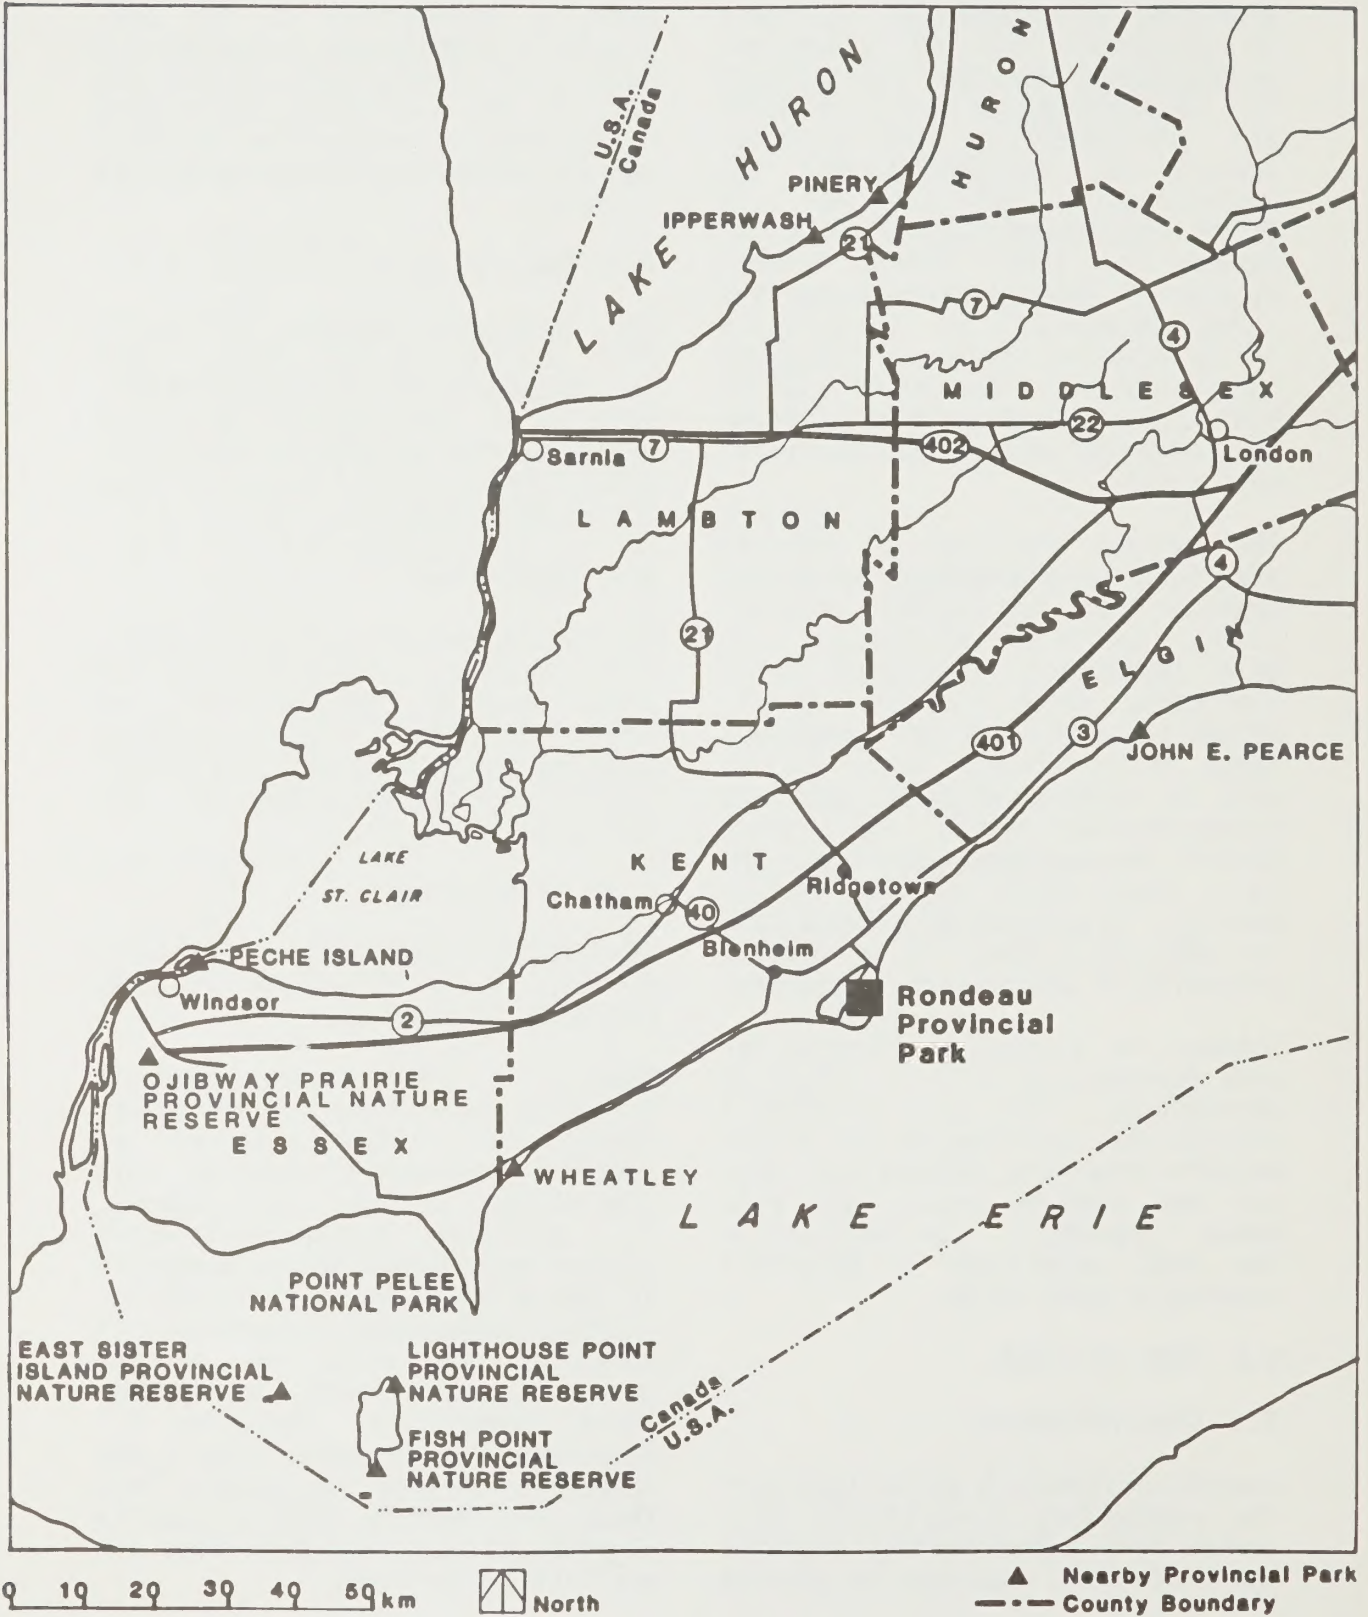 U.S.A.
Canada
LAKE HURON
HURON
PINERY
IPPERWASH
21
7
4
MIDDLESEX
22
402
Sarnia
7
London
LAMBTON
4
21
ELGIN
3
401
JOHN E. PEARCE
LAKE
ST. CLAIR
KENT
Ridgetown
Chatham
40
Blenheim
PECHE ISLAND
Windsor
2
Rondeau
Provincial
Park
OJIBWAY PRAIRIE
PROVINCIAL NATURE
RESERVE
ESSEX
WHEATLEY
LAKE ERIE
POINT PELEE
NATIONAL PARK
EAST SISTER
ISLAND PROVINCIAL
NATURE RESERVE
LIGHTHOUSE POINT
PROVINCIAL
NATURE RESERVE
Canada
U.S.A.
FISH POINT
PROVINCIAL
NATURE RESERVE
0 10 20 30 40 50 km
North
Nearby Provincial Park
County Boundary